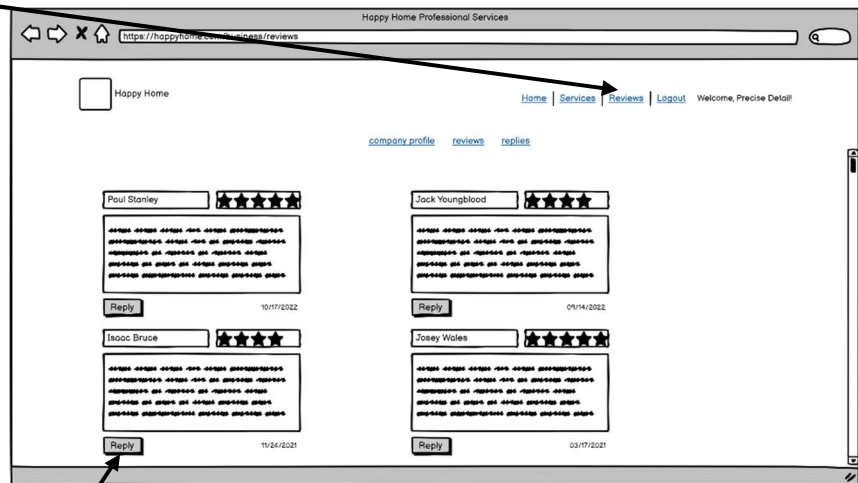 Happy Home Professional Services
https://happyhome.com/business/reviews
Happy Home
Home Services Reviews Logout Welcome, Precise Detail!
company profile reviews replies
Paul Stanley
Jack Youngblood
Reply 10/17/2022
Reply 09/14/2022
Isaac Bruce
Josey Wales
Reply 11/24/2021
Reply 03/17/2021